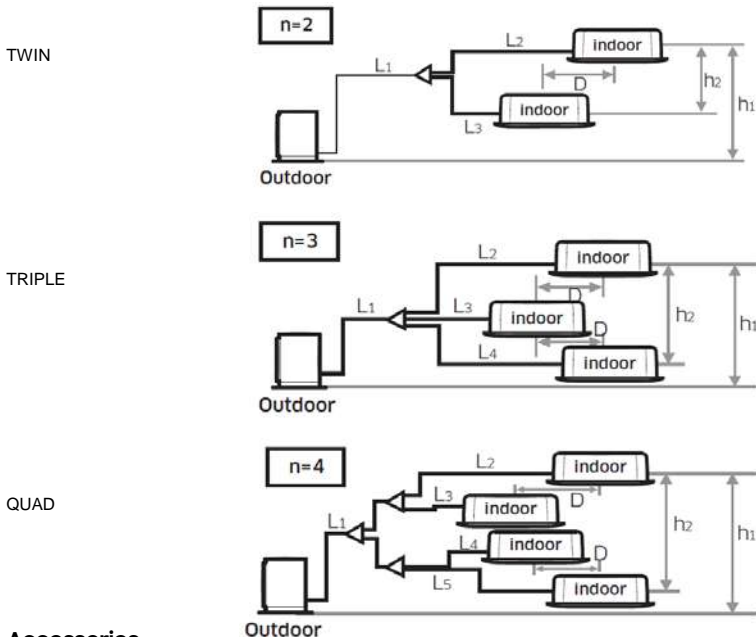 n=2
TWIN
L2
indoor
L1
D
h2
h1
indoor
L3
Outdoor
n=3
TRIPLE
L2
indoor
D
L1
L3
indoor
h2
h1
D
L4
indoor
Outdoor
n=4
QUAD
L2
indoor
L3
D
indoor
L1
L4
indoor
D
h2
h1
L5
indoor
Outdoor
Accessories